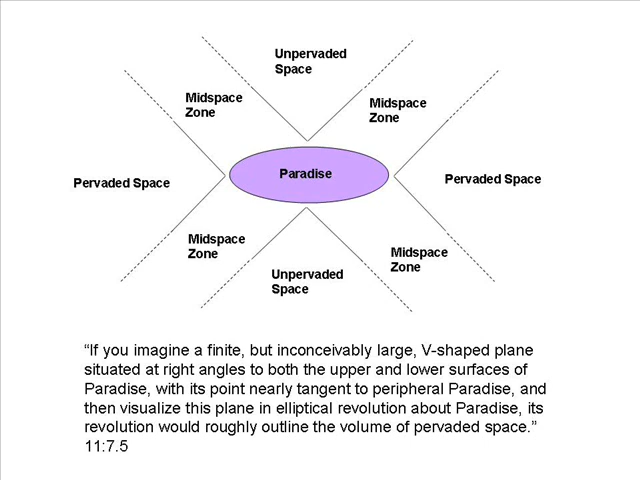 Unpervaded
Space
Midspace
Zone
Midspace
Zone
Paradise
Pervaded Space
Pervaded Space
Midspace
Zone
Midspace
Zone
Unpervaded
Space
“If you imagine a finite, but inconceivably large, V-shaped plane
situated at right angles to both the upper and lower surfaces of
Paradise, with its point nearly tangent to peripheral Paradise, and
then visualize this plane in elliptical revolution about Paradise, its
revolution would roughly outline the volume of pervaded space.”
11:7.5